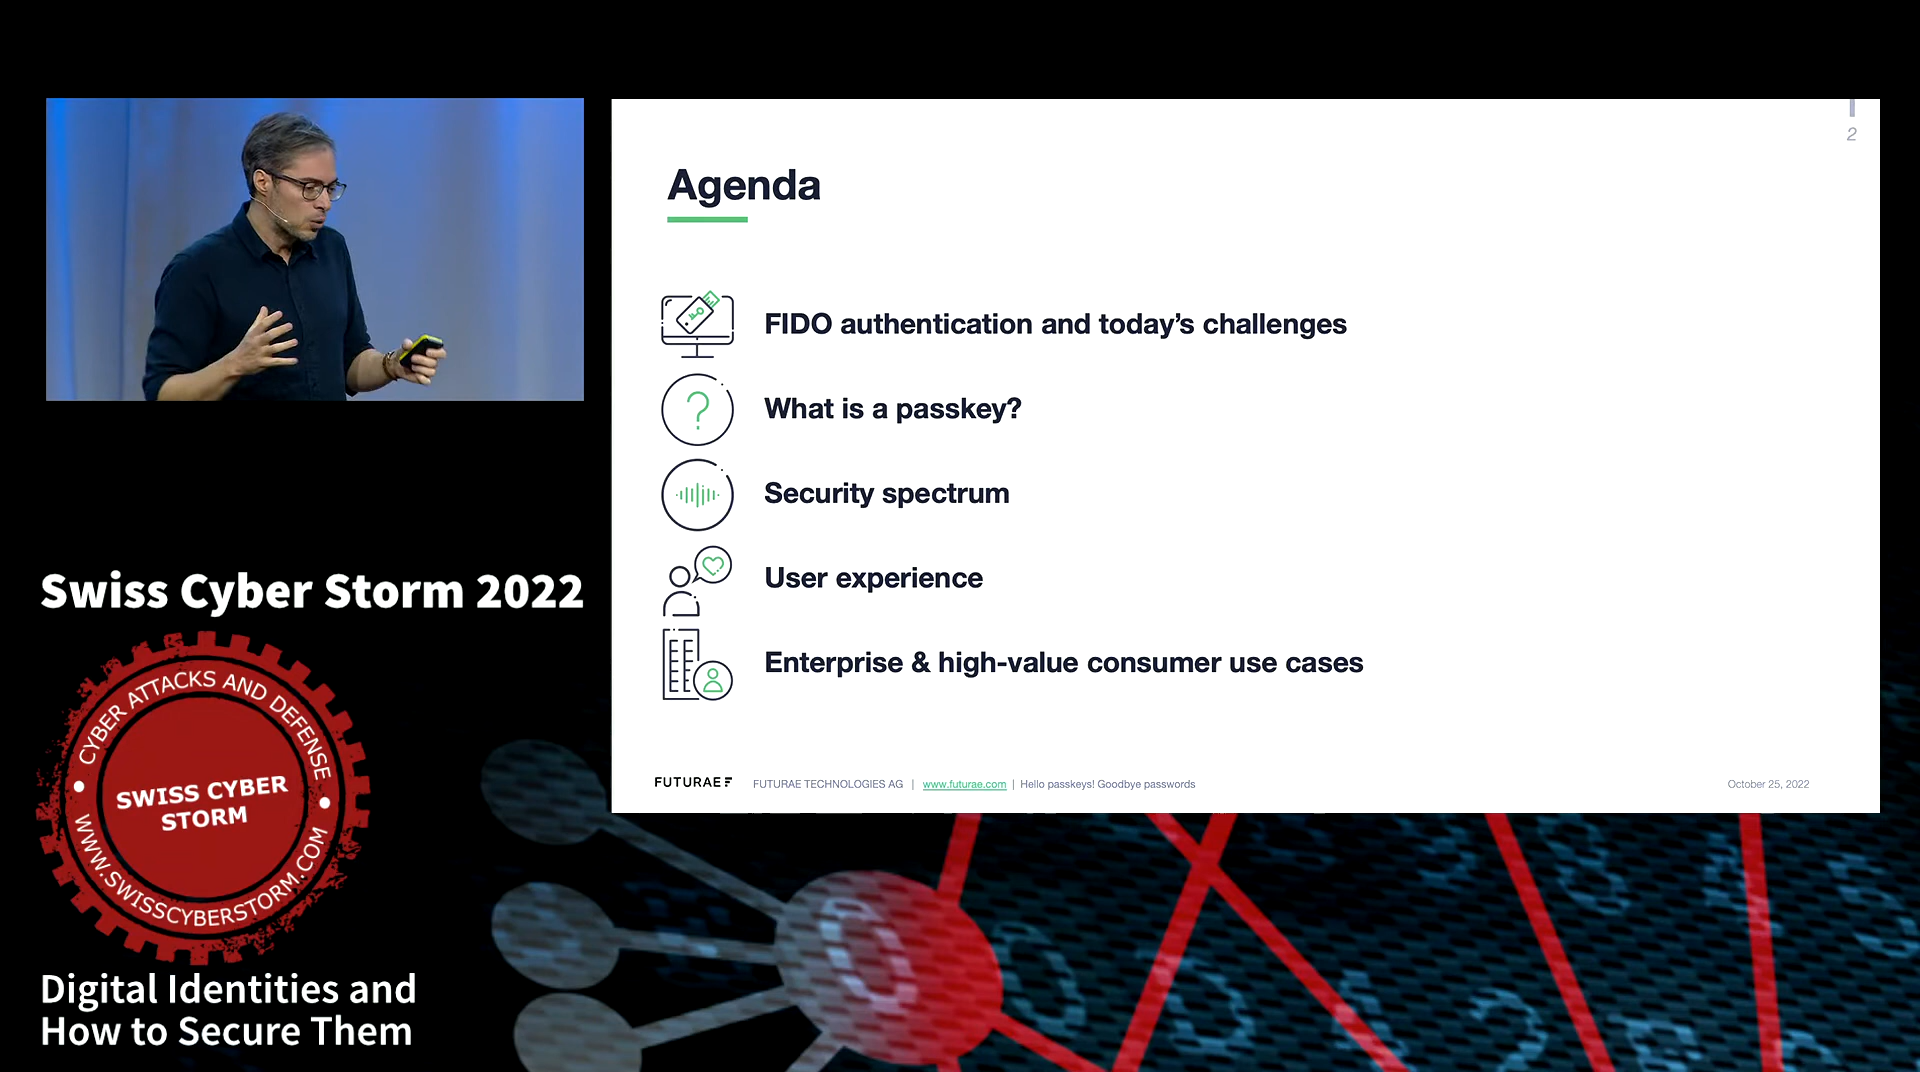 2
Agenda
FIDO authentication and today’s challenges
What is a passkey?
Security spectrum
User experience
Enterprise & high-value consumer use cases
FUTURAE
FUTURAE TECHNOLOGIES AG | www.futurae.com | Hello passkeys! Goodbye passwords
October 25, 2022
Swiss Cyber Storm 2022
CYBER ATTACKS AND DEFENSE
SWISS CYBER
STORM
WWW.SWISSCYBERSTORM.COM
Digital Identities and
How to Secure Them